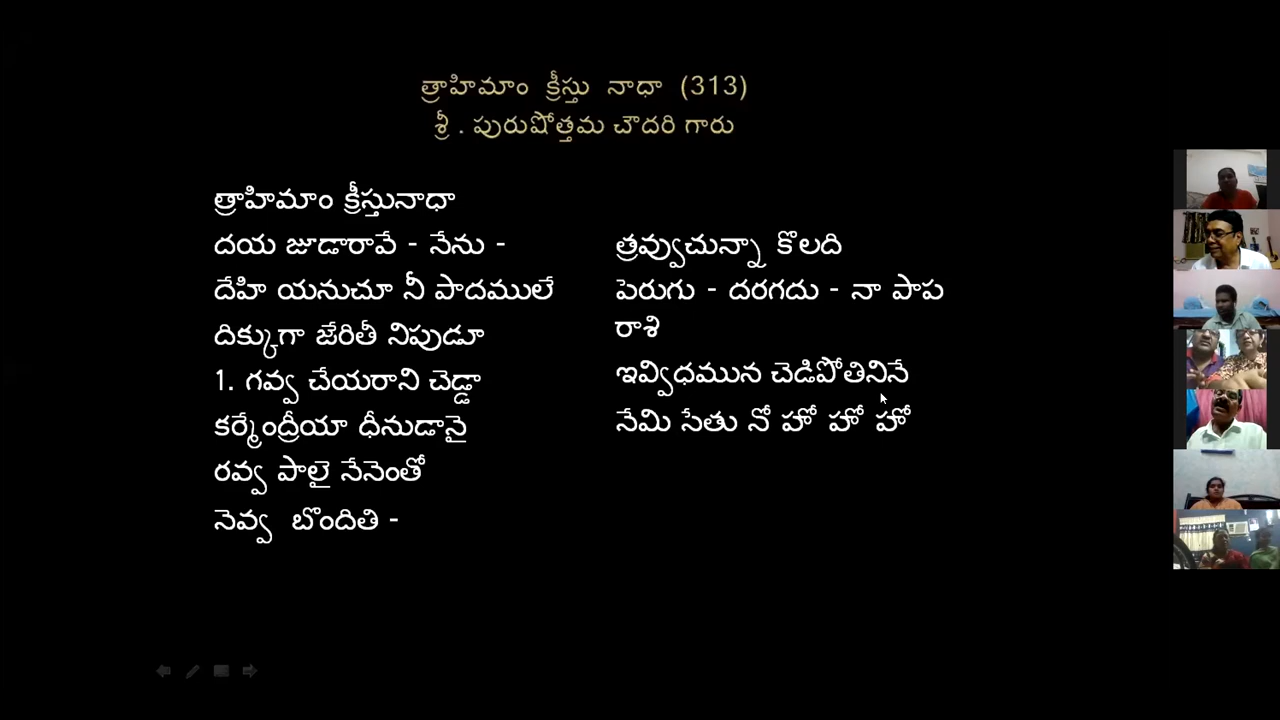 త్రాహిమాం క్రీస్తు నాధా (313)
శ్రీ . పురుషోత్తమ చౌదరి గారు
త్రాహిమాం క్రీస్తునాధా
దయ జూడారావే - నేను -
దేహి యనుచూ నీ పాదములే
దిక్కుగా జేరితీ నిపుడూ
1. గవ్వ చేయరాని చెడ్డా
కర్మేంద్రీయా ధీనుడానై
రవ్వ పాలై నేనెంతో
నెవ్వ బొందితి -
త్రవ్వుచున్నా కొలది
పెరుగు - దరగదు - నా పాప
రాశి
ఇవ్విధమున చెడిపోతినినే
నేమి సేతు నో హో హో హో